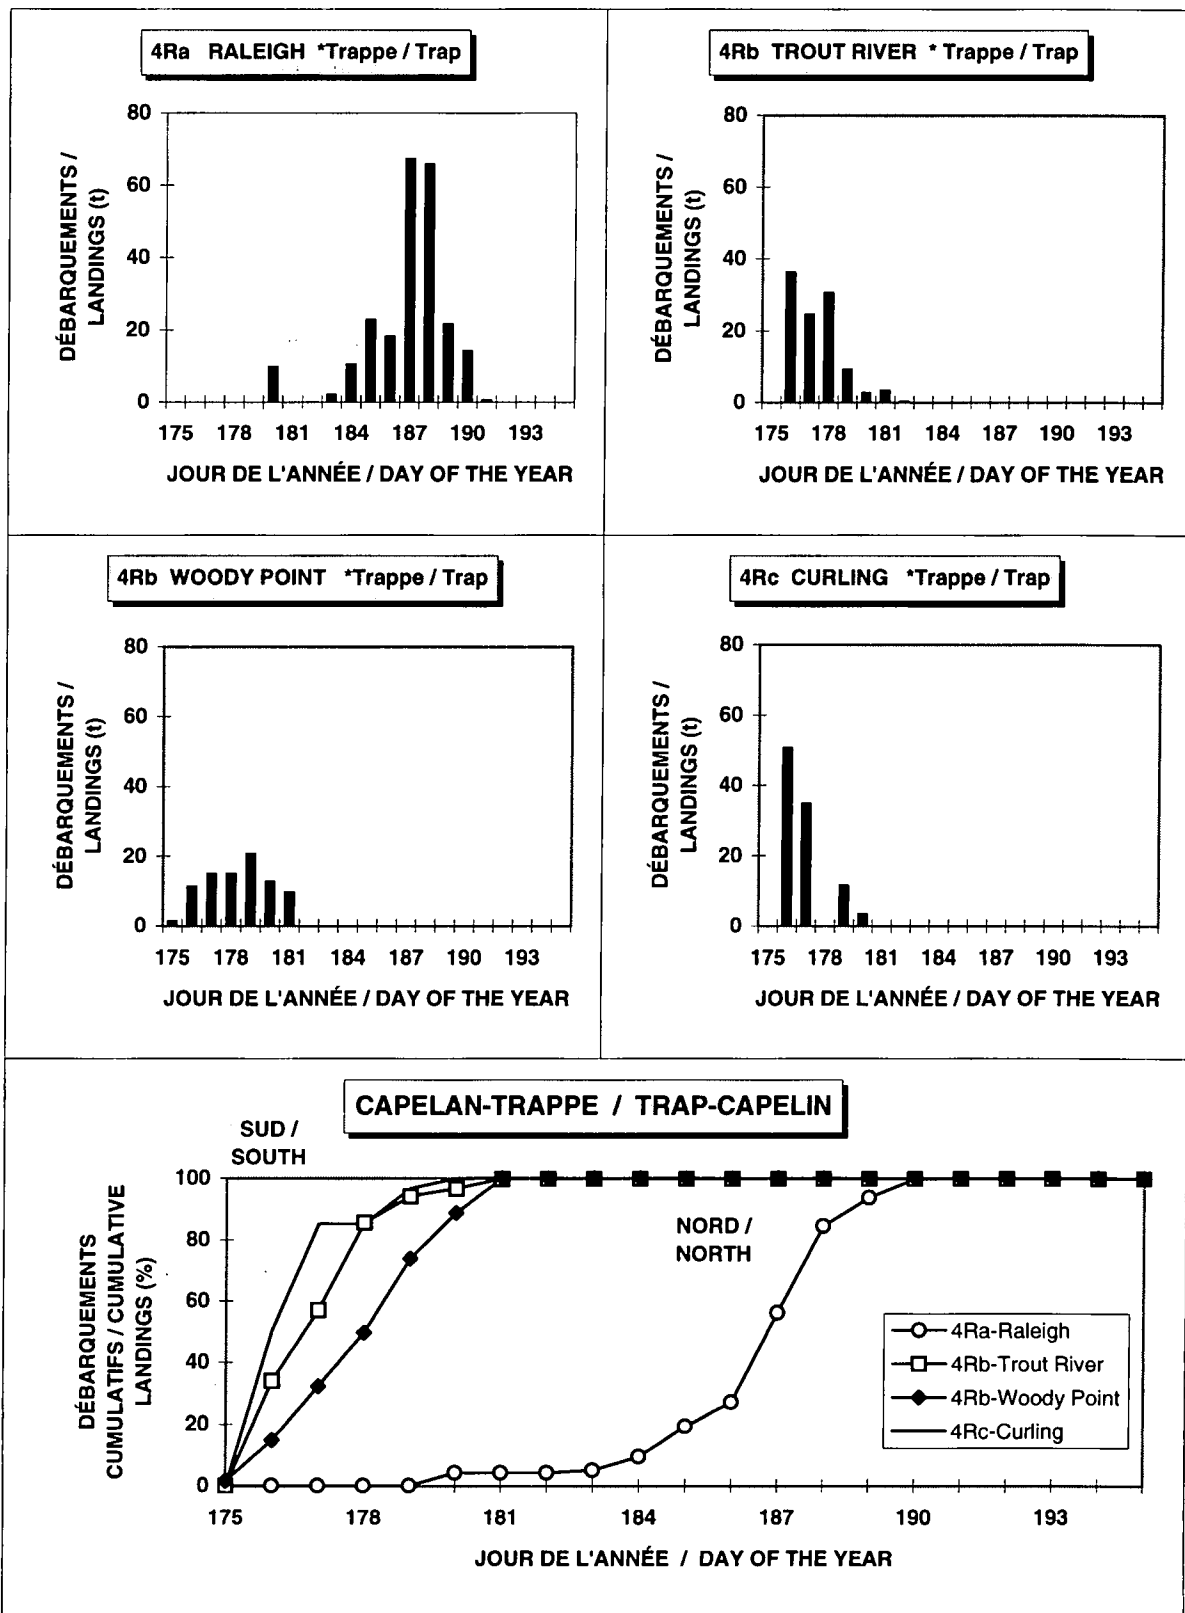 4Ra RALEIGH *Trappe / Trap
80
60
40
20
0
DÉBARQUEMENTS /
LANDINGS (t)
175 178 181 184 187 190 193
JOUR DE L'ANNÉE / DAY OF THE YEAR
4Rb TROUT RIVER * Trappe / Trap
80
60
40
20
0
DÉBARQUEMENTS /
LANDINGS (t)
175 178 181 184 187 190 193
JOUR DE L'ANNÉE / DAY OF THE YEAR
4Rb WOODY POINT *Trappe / Trap
80
60
40
20
0
DÉBARQUEMENTS /
LANDINGS (t)
175 178 181 184 187 190 193
JOUR DE L'ANNÉE / DAY OF THE YEAR
4Rc CURLING *Trappe / Trap
80
60
40
20
0
DÉBARQUEMENTS /
LANDINGS (t)
175 178 181 184 187 190 193
JOUR DE L'ANNÉE / DAY OF THE YEAR
CAPELAN-TRAPPE / TRAP-CAPELIN
SUD /
SOUTH
100
80
60
40
20
0
DÉBARQUEMENTS
CUMULATIFS / CUMULATIVE
LANDINGS (%)
NORD /
NORTH
4Ra-Raleigh
4Rb-Trout River
4Rb-Woody Point
4Rc-Curling
175 178 181 184 187 190 193
JOUR DE L'ANNÉE / DAY OF THE YEAR